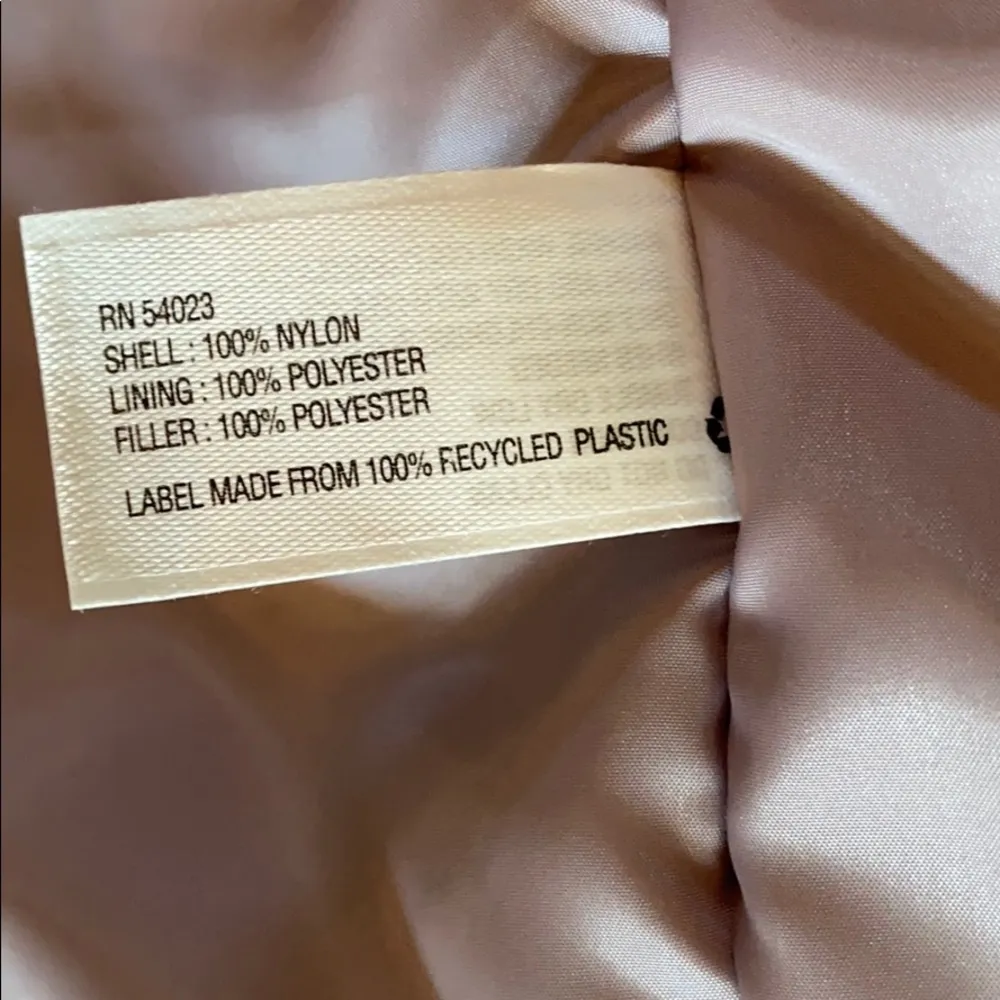 RN 54023
SHELL : 100% NYLON
LINING : 100% POLYESTER
FILLER : 100% POLYESTER
LABEL MADE FROM 100% RECYCLED PLASTIC